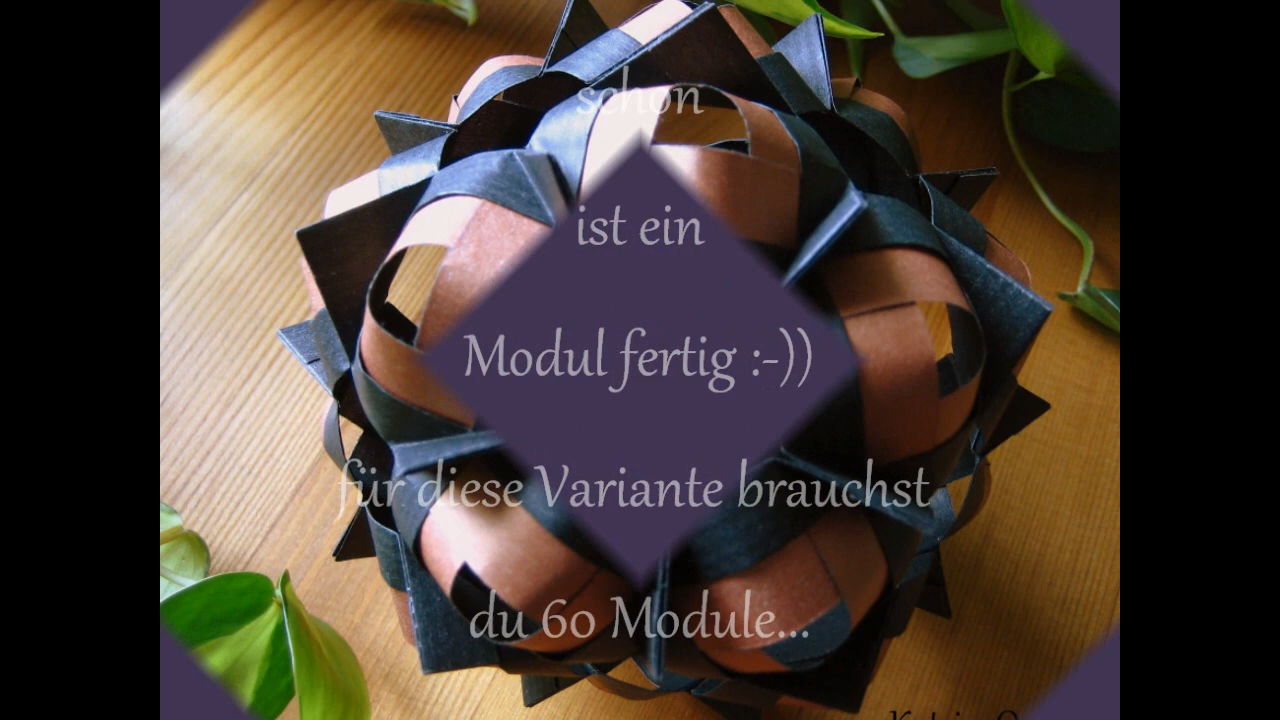 schon
ist ein
Modul fertig :-))
für diese Variante brauchst
du 60 Module...